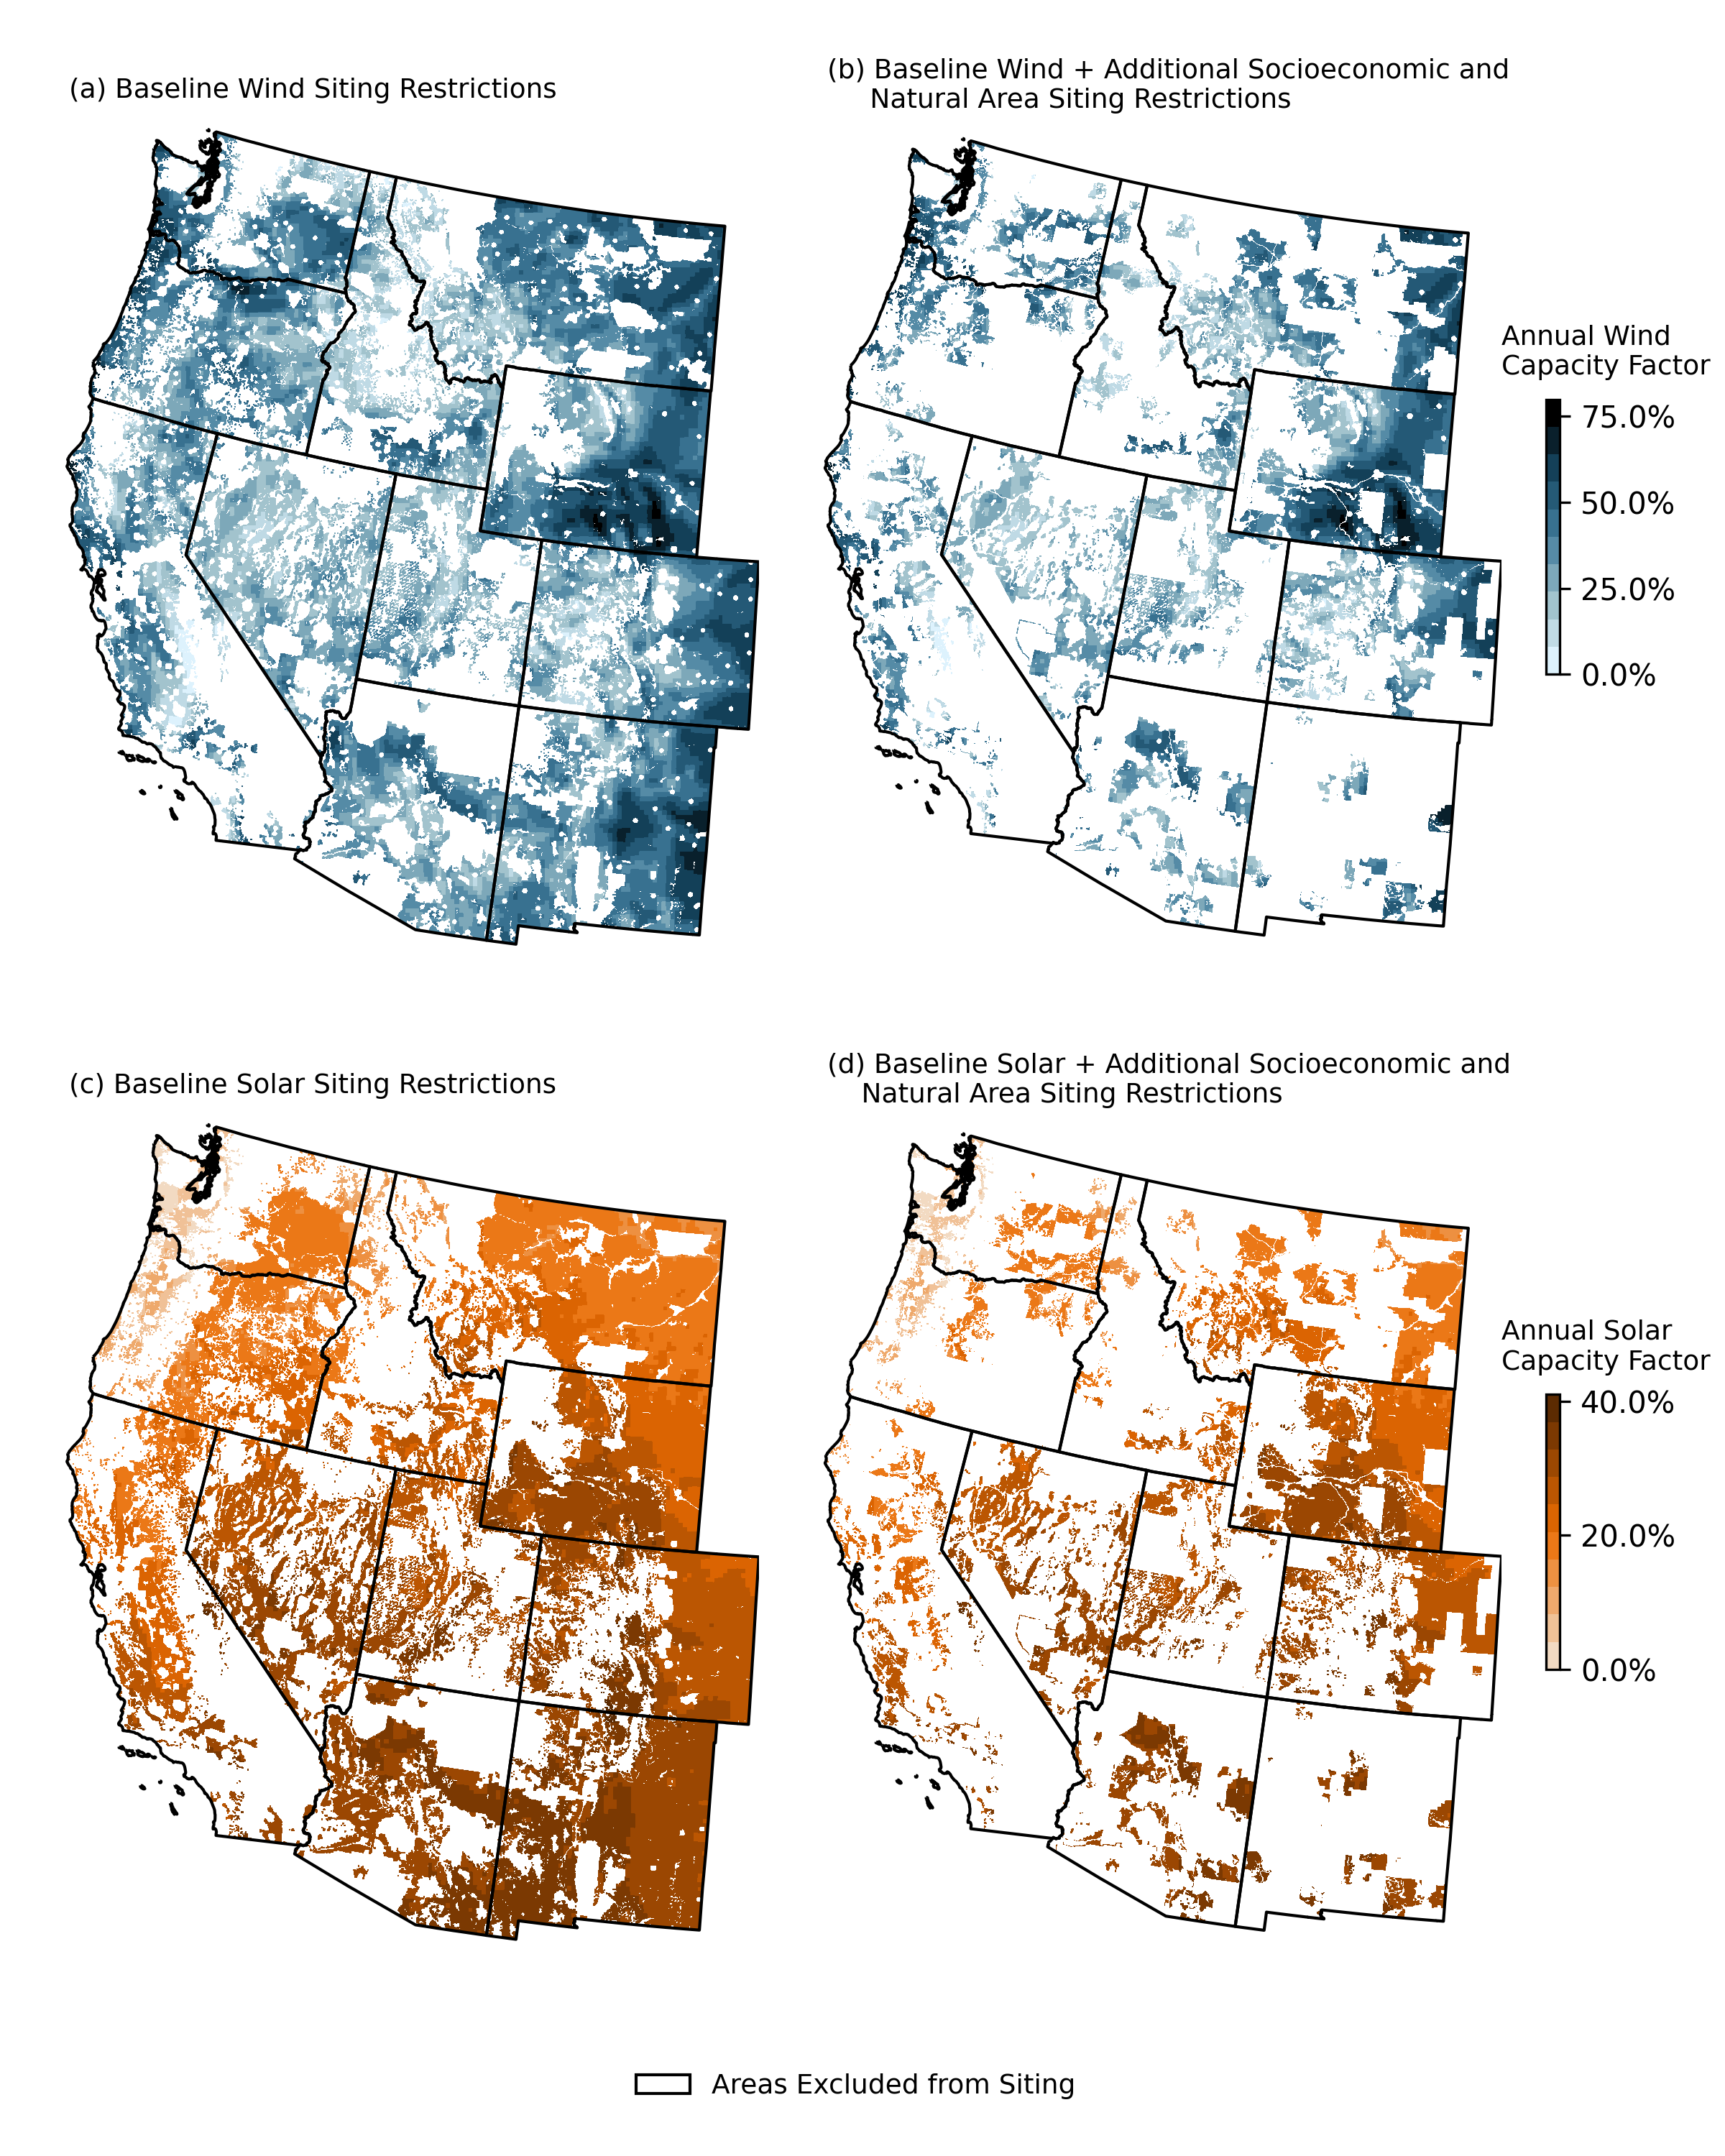 (a) Baseline Wind Siting Restrictions
(b) Baseline Wind + Additional Socioeconomic and
Natural Area Siting Restrictions
Annual Wind
Capacity Factor
75.0%
50.0%
25.0%
0.0%
(c) Baseline Solar Siting Restrictions
(d) Baseline Solar + Additional Socioeconomic and
Natural Area Siting Restrictions
Annual Solar
Capacity Factor
40.0%
20.0%
0.0%
Areas Excluded from Siting